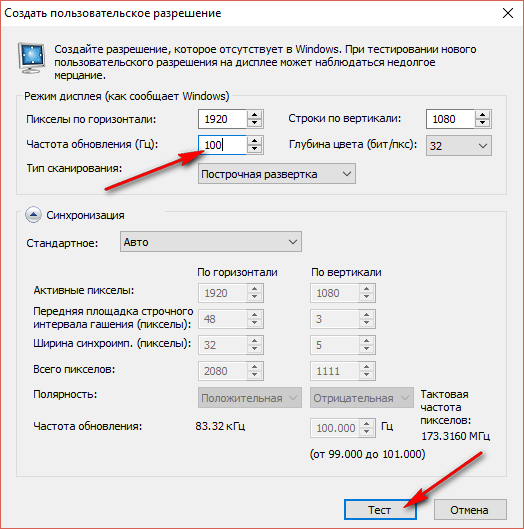 Создать пользовательское разрешение
Создайте разрешение, которое отсутствует в Windows. При тестировании нового
пользовательского разрешения на дисплее может наблюдаться недолгое
мерцание.
Режим дисплея (как сообщает Windows)
Пикселы по горизонтали: 1920 Строки по вертикали: 1080
Частота обновления (Гц): 100 Глубина цвета (бит/пкс): 32
Тип сканирования: Построчная развертка
Синхронизация
Стандартное: Авто
По горизонтали По вертикали
Активные пикселы: 1920 1080
Передняя площадка строчного
интервала гашения (пикселы): 48 3
Ширина синхроимп. (пикселы): 32 5
Всего пикселов: 2080 1111
Полярность: Положительная Отрицательная
Тактовая
частота
пикселов:
173.3160 МГц
Частота обновления: 83.32 кГц 100.000 Гц
(от 99.000 до 101.000)
Тест Отмена